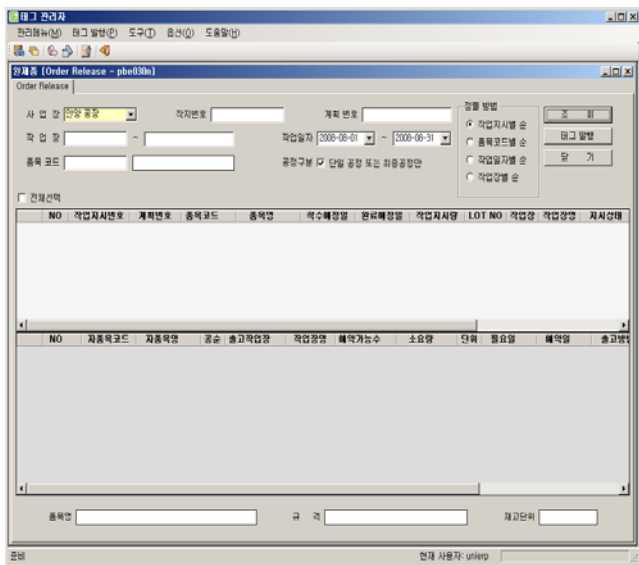 태그 관리자
관리메뉴(M) 태그 발행(P) 도구(T) 옵션(O) 도움말(H)
완제품 [Order Release - pbe030m]
Order Release
사 업 장 안양 공장 작지번호 계획 번호 정렬 방법 조 회
작업지시별 순
작 업 장 ~ 작업일자 2008-08-01 ~ 2008-08-31 품목코드별 순 태그 발행
품목 코드 공정구분 단일 공정 또는 최종공정만 작업일자별 순 닫 기
작업장별 순
전체선택
NO 작업지시번호 계획번호 품목코드 품목명 착수예정일 완료예정일 작업지시량 LOT NO 작업장 작업장명 지시상태
NO 자품목코드 자품목명 공순 출고작업장 작업장명 예약가능수 소요량 단위 필요일 예약일 출고방법
품목명 규 격 재고단위
준비 현재 사용자: unierp